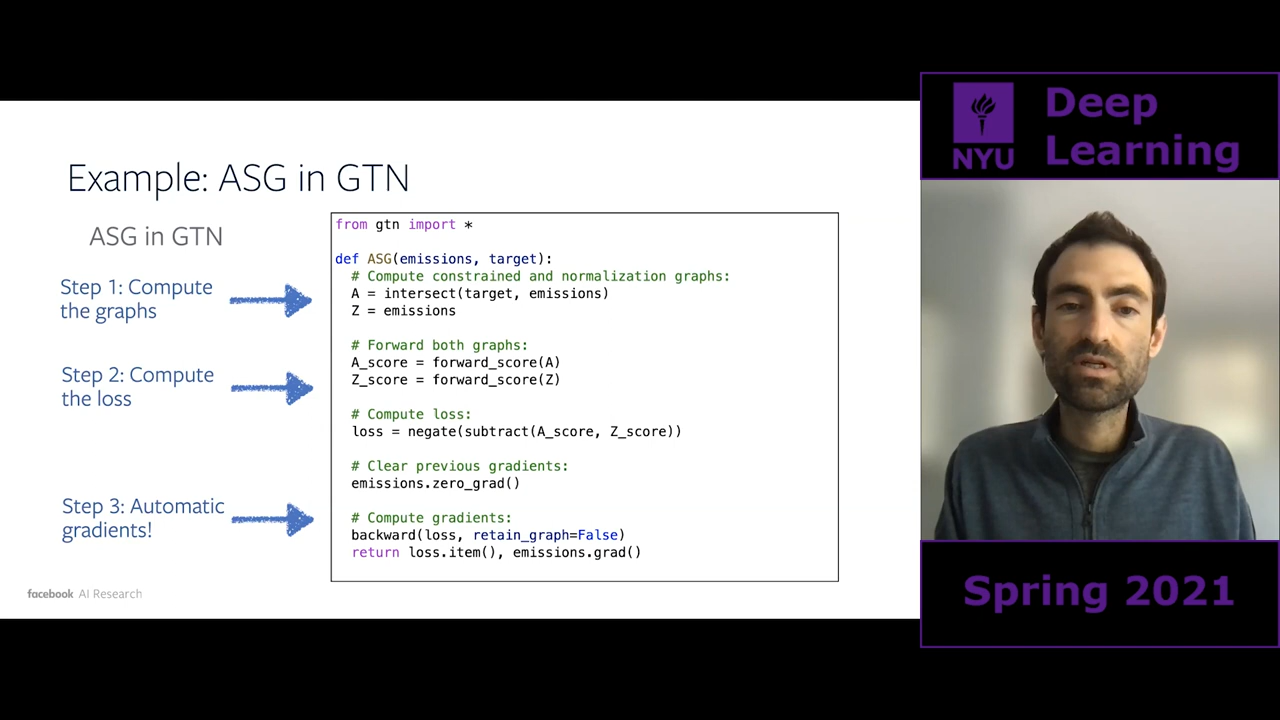 Example: ASG in GTN
ASG in GTN
Step 1: Compute
the graphs
Step 2: Compute
the loss
Step 3: Automatic
gradients!
from gtn import *
def ASG(emissions, target):
# Compute constrained and normalization graphs:
A = intersect(target, emissions)
Z = emissions
# Forward both graphs:
A_score = forward_score(A)
Z_score = forward_score(Z)
# Compute loss:
loss = negate(subtract(A_score, Z_score))
# Clear previous gradients:
emissions.zero_grad()
# Compute gradients:
backward(loss, retain_graph=False)
return loss.item(), emissions.grad()
facebook AI Research
NYU
Deep
Learning
Spring 2021